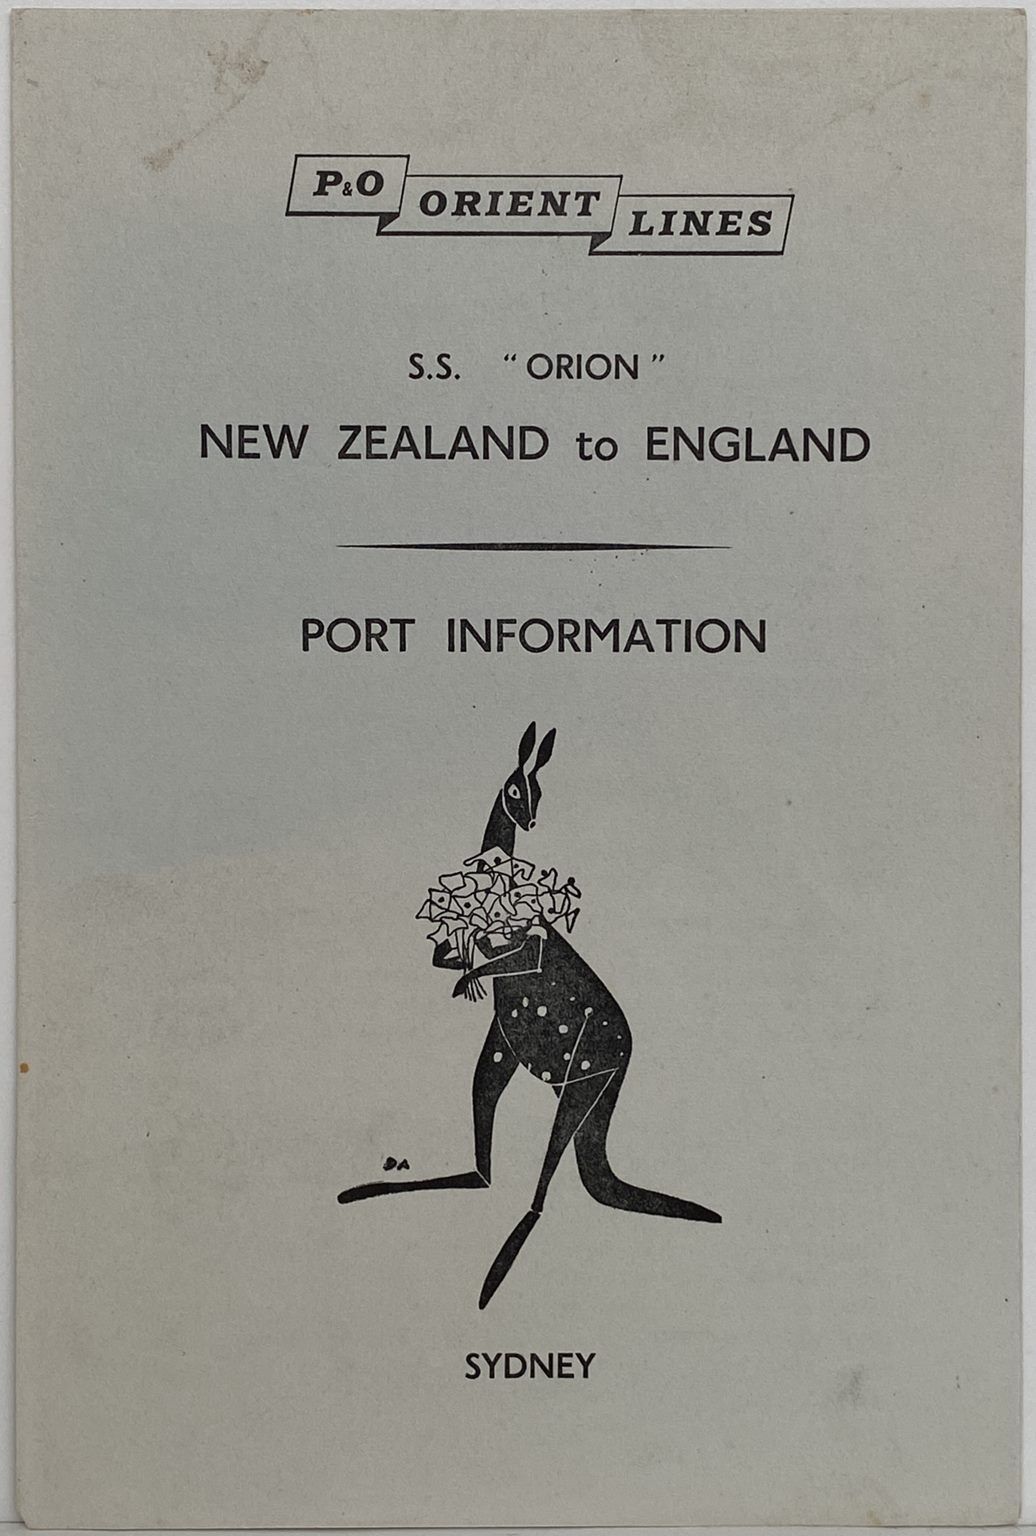 P&O ORIENT LINES
S.S. “ORION”
NEW ZEALAND to ENGLAND
PORT INFORMATION
DA
SYDNEY